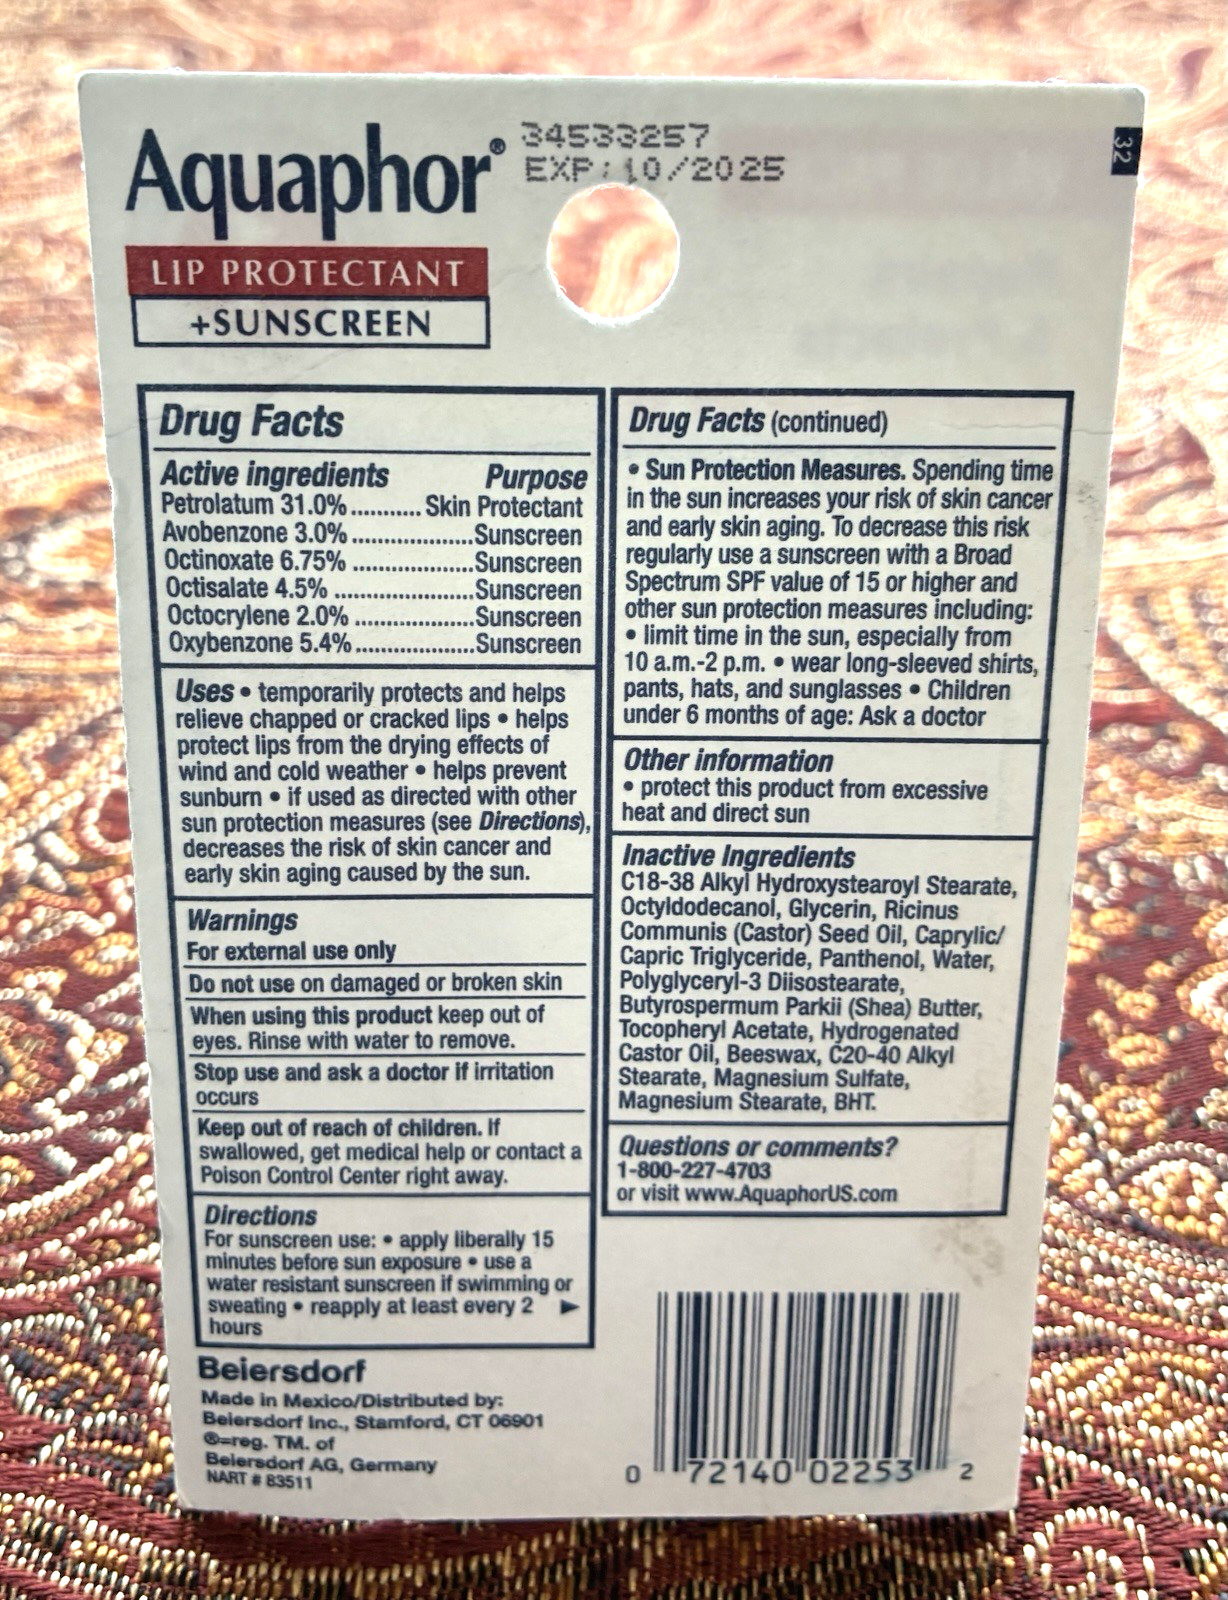 Aquaphor®
34533257
EXP: 10/2025
32
LIP PROTECTANT
+SUNSCREEN
Drug Facts
Active ingredients Purpose
Petrolatum 31.0%........... Skin Protectant
Avobenzone 3.0%...................Sunscreen
Octinoxate 6.75% ...................Sunscreen
Octisalate 4.5% ......................Sunscreen
Octocrylene 2.0% ...................Sunscreen
Oxybenzone 5.4%...................Sunscreen
Uses • temporarily protects and helps
relieve chapped or cracked lips • helps
protect lips from the drying effects of
wind and cold weather • helps prevent
sunburn • if used as directed with other
sun protection measures (see Directions),
decreases the risk of skin cancer and
early skin aging caused by the sun.
Warnings
For external use only
Do not use on damaged or broken skin
When using this product keep out of
eyes. Rinse with water to remove.
Stop use and ask a doctor if irritation
occurs
Keep out of reach of children. If
swallowed, get medical help or contact a
Poison Control Center right away.
Directions
For sunscreen use: • apply liberally 15
minutes before sun exposure • use a
water resistant sunscreen if swimming or
sweating • reapply at least every 2 ►
hours
Drug Facts (continued)
• Sun Protection Measures. Spending time
in the sun increases your risk of skin cancer
and early skin aging. To decrease this risk
regularly use a sunscreen with a Broad
Spectrum SPF value of 15 or higher and
other sun protection measures including:
• limit time in the sun, especially from
10 a.m.-2 p.m. • wear long-sleeved shirts,
pants, hats, and sunglasses • Children
under 6 months of age: Ask a doctor
Other information
• protect this product from excessive
heat and direct sun
Inactive Ingredients
C18-38 Alkyl Hydroxystearoyl Stearate,
Octyldodecanol, Glycerin, Ricinus
Communis (Castor) Seed Oil, Caprylic/
Capric Triglyceride, Panthenol, Water,
Polyglyceryl-3 Diisostearate,
Butyrospermum Parkii (Shea) Butter,
Tocopheryl Acetate, Hydrogenated
Castor Oil, Beeswax, C20-40 Alkyl
Stearate, Magnesium Sulfate,
Magnesium Stearate, BHT.
Questions or comments?
1-800-227-4703
or visit www.AquaphorUS.com
Beiersdorf
Made in Mexico/Distributed by:
Beiersdorf Inc., Stamford, CT 06901
®=reg. TM. of
Beiersdorf AG, Germany
NART # 83511
0 72140 02253 2